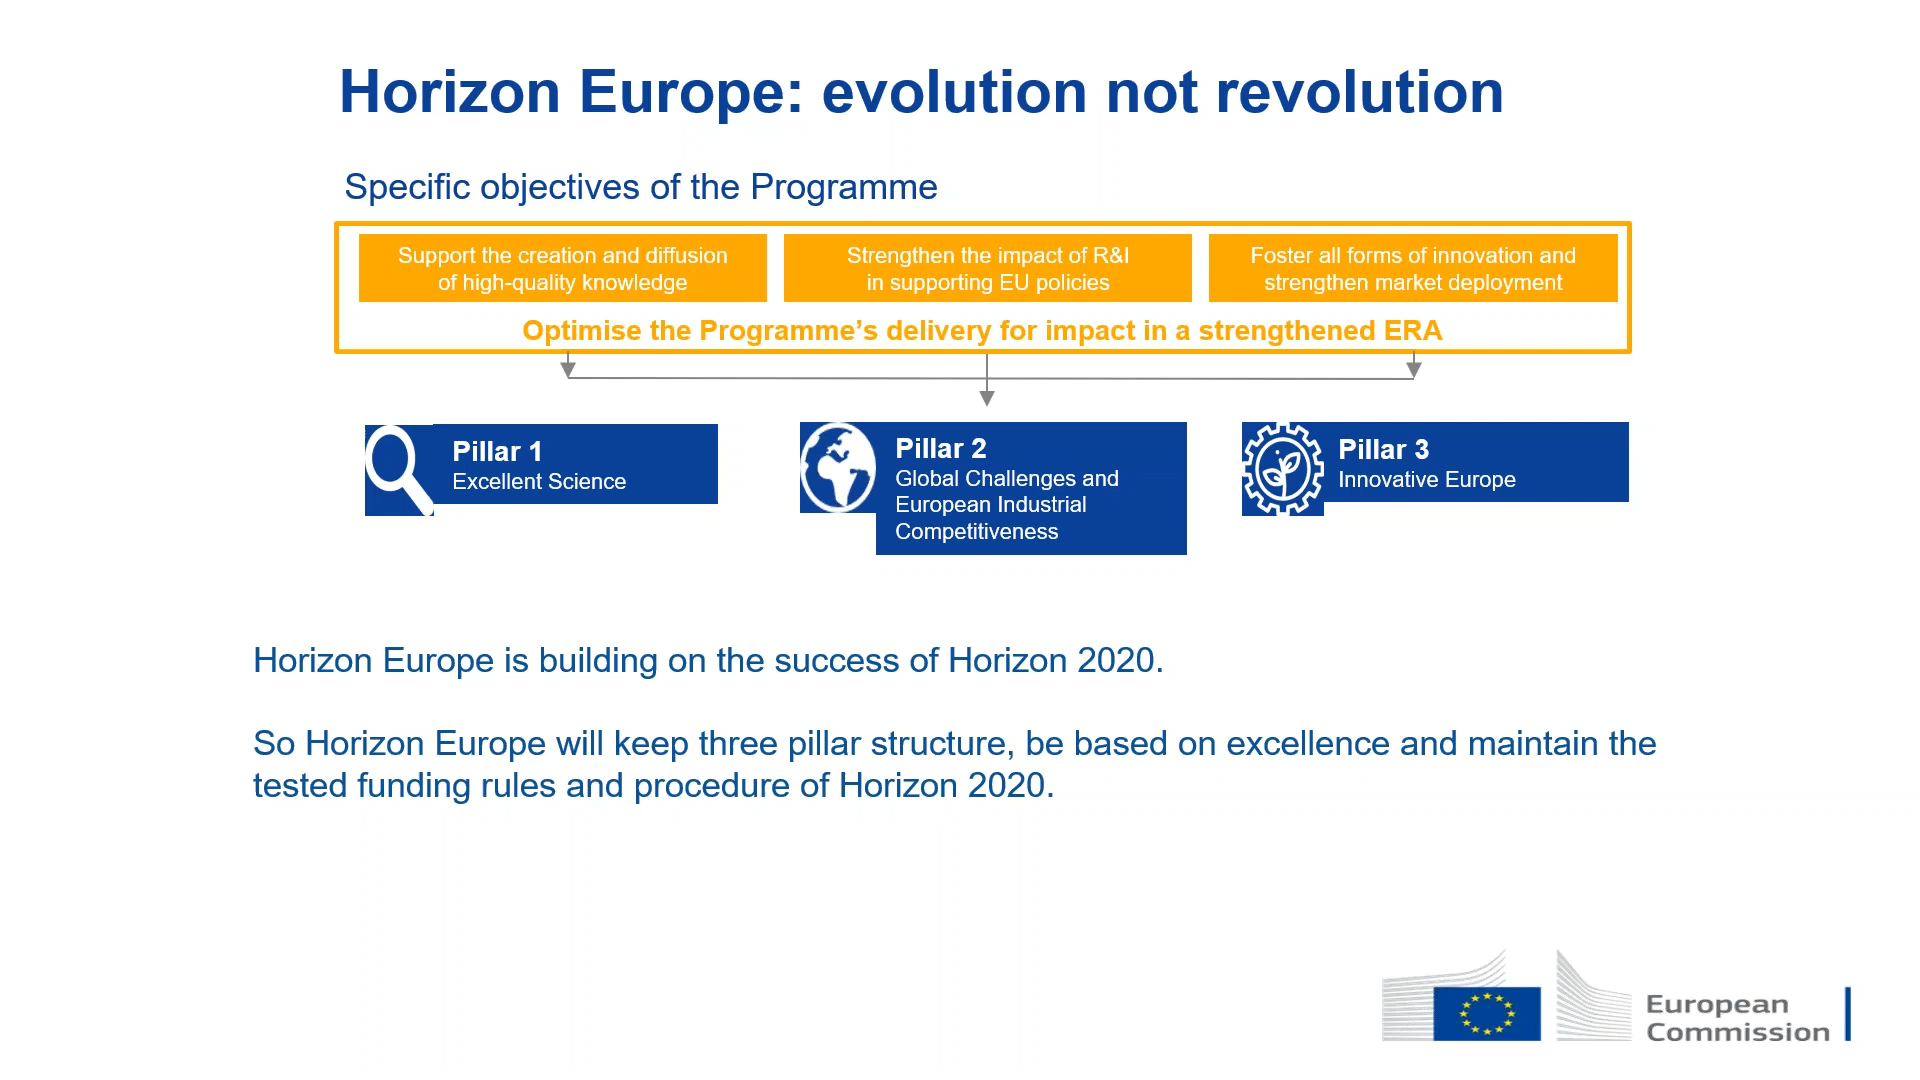 Horizon Europe: evolution not revolution
Specific objectives of the Programme
Support the creation and diffusion
of high-quality knowledge
Strengthen the impact of R&I
in supporting EU policies
Foster all forms of innovation and
strengthen market deployment
Optimise the Programme’s delivery for impact in a strengthened ERA
Pillar 1
Excellent Science
Pillar 2
Global Challenges and
European Industrial
Competitiveness
Pillar 3
Innovative Europe
Horizon Europe is building on the success of Horizon 2020.
So Horizon Europe will keep three pillar structure, be based on excellence and maintain the
tested funding rules and procedure of Horizon 2020.
European
Commission